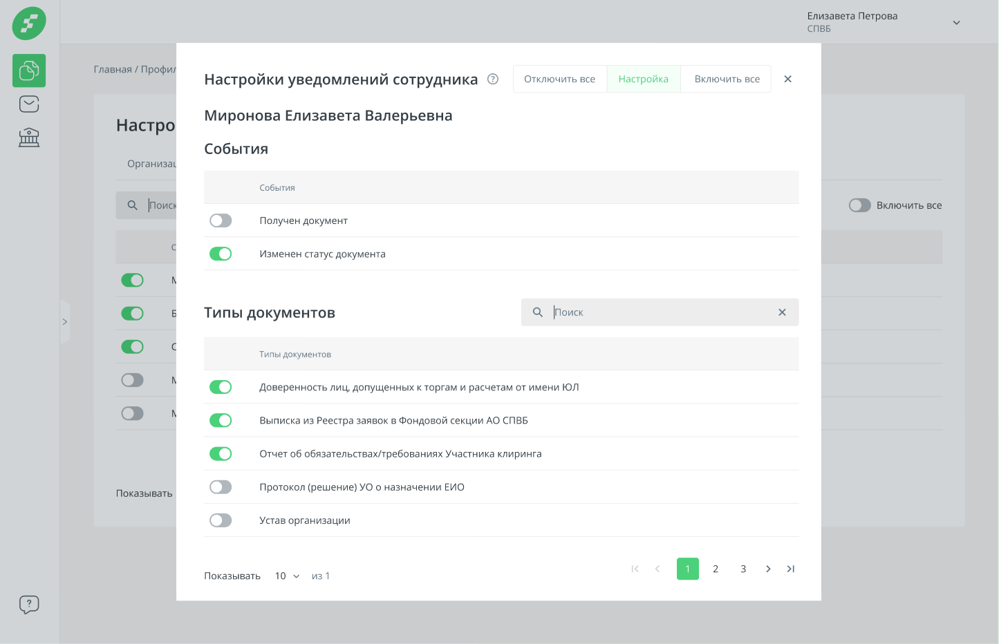 Елизавета Петрова
СПВБ
Главная / Профил
Настро
Организац
Поиск
Включить все
Показывать
Настройки уведомлений сотрудника
Отключить все
Настройка
Включить все
Миронова Елизавета Валерьевна
События
События
Получен документ
Изменен статус документа
Типы документов
Поиск
Типы документов
Доверенность лиц, допущенных к торгам и расчетам от имени ЮЛ
Выписка из Реестра заявок в Фондовой секции АО СПВБ
Отчет об обязательствах/требованиях Участника клиринга
Протокол (решение) УО о назначении ЕИО
Устав организации
Показывать 10 из 1
1 2 3